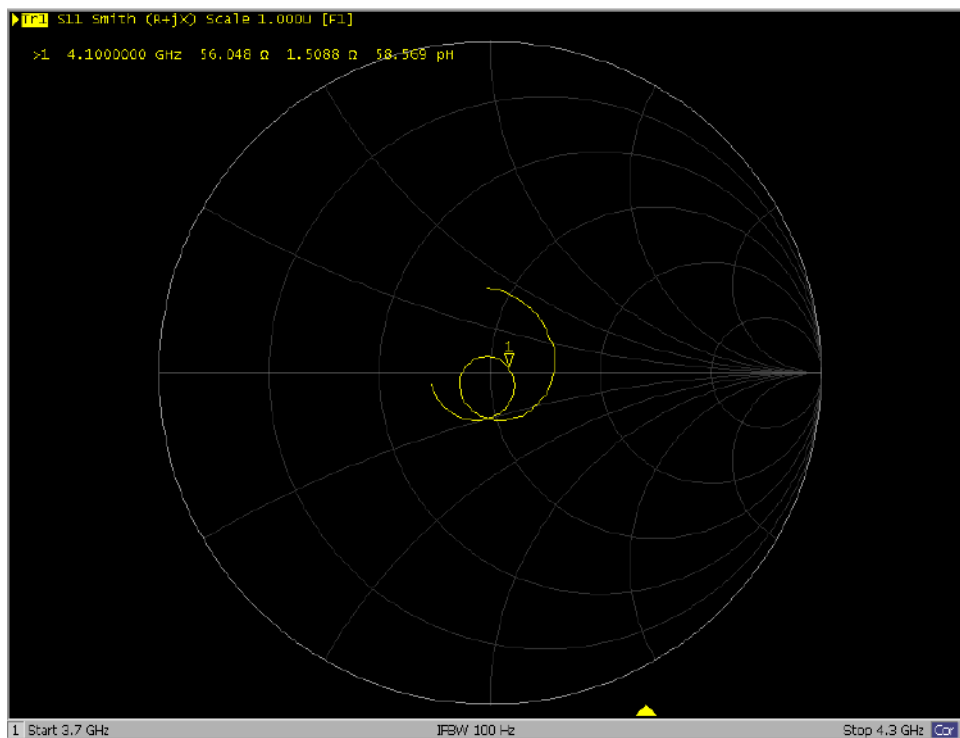 Tr1 S11 Smith (R+jX) Scale 1.000U [F1]
>1 4.1000000 GHz 56.048 Ω 1.5088 Ω 58.569 pH
1
1 Start 3.7 GHz IFBW 100 Hz Stop 4.3 GHz Cor